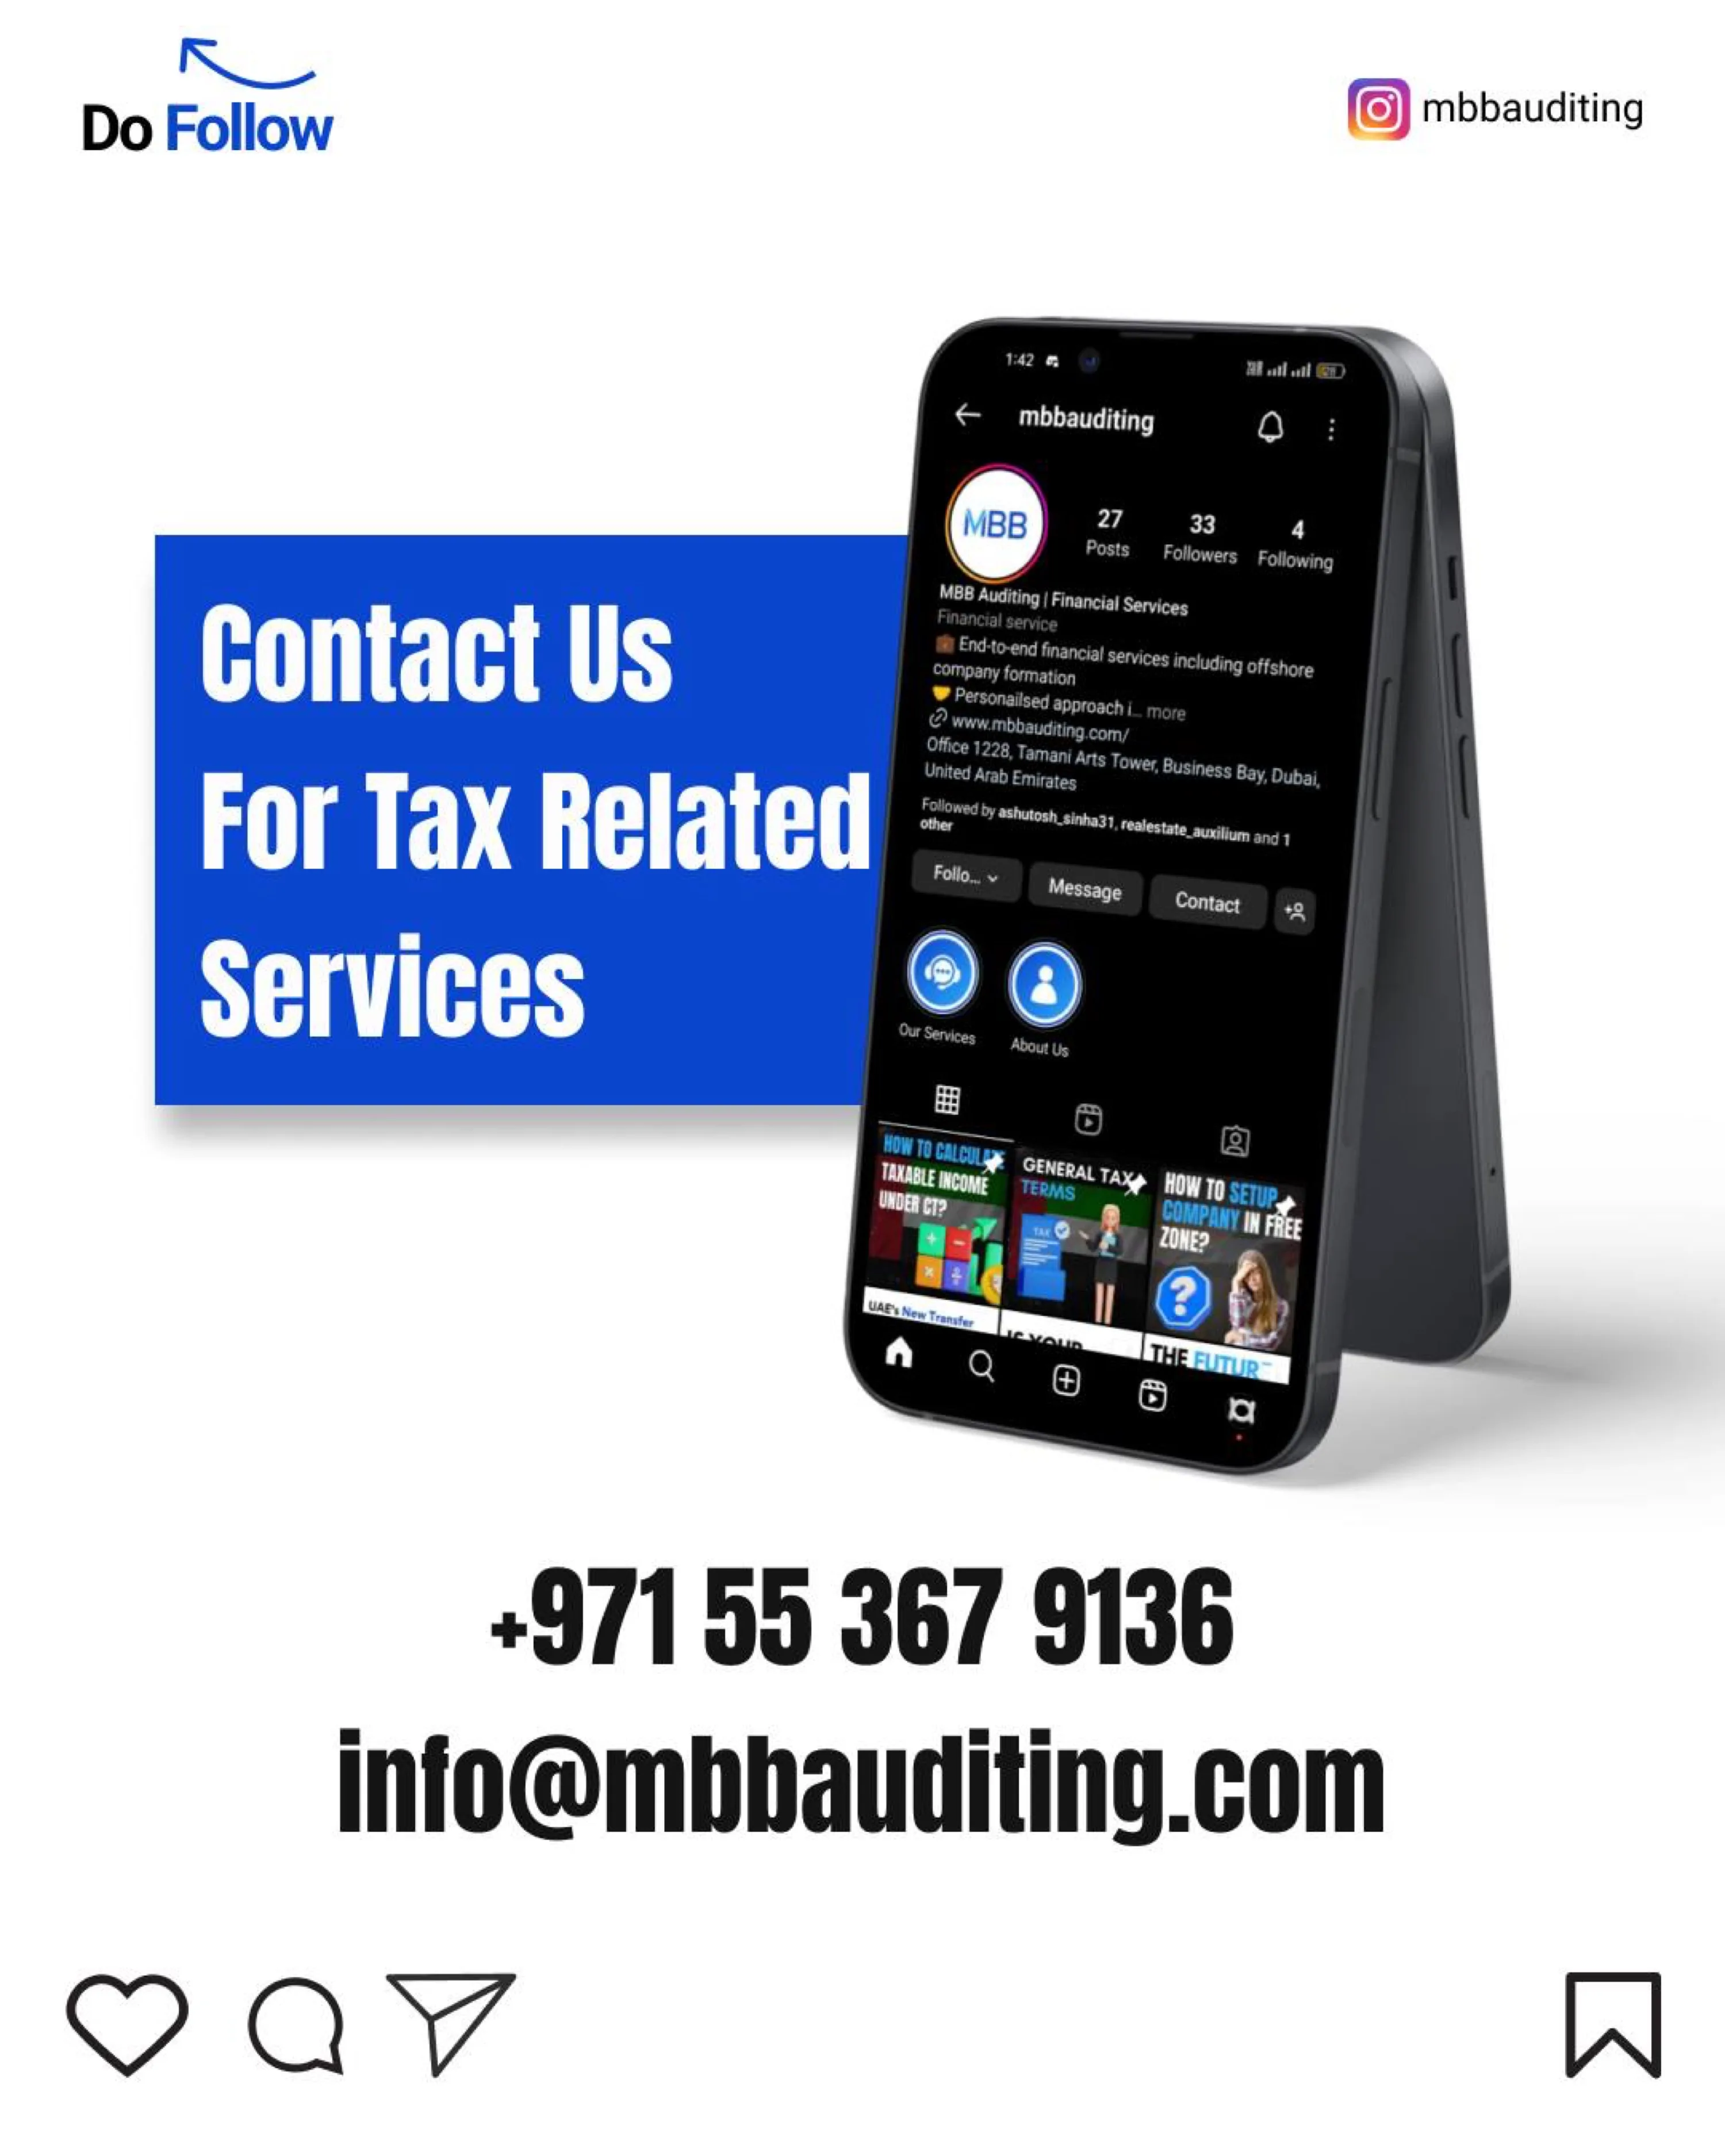 Do Follow
mbbauditing
Contact Us
For Tax Related
Services
1:42
mbbauditing
MBB
27
Posts
33
Followers
4
Following
MBB Auditing | Financial Services
Financial service
End-to-end financial services including offshore
company formation
Personailsed approach i... more
www.mbbauditing.com/
Office 1228, Tamani Arts Tower, Business Bay, Dubai,
United Arab Emirates
Followed by ashutosh_sinha31, realestate_auxilium and 1
other
Follo...
Message
Contact
Our Services
About Us
HOW TO CALCULATE
TAXABLE INCOME
UNDER CT?
GENERAL TAX
TERMS
TAX
HOW TO SETUP
COMPANY IN FREE
ZONE?
UAE's New Transfer
IS YOUR
THE FUTUR
+971 55 367 9136
info@mbbauditing.com